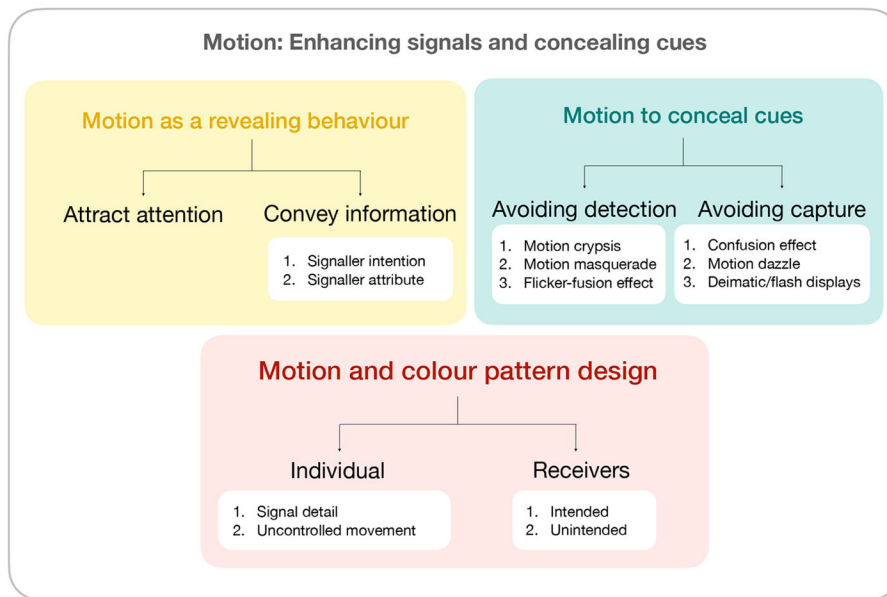 Motion: Enhancing signals and concealing cues
Motion as a revealing behaviour
Attract attention
Convey information
1. Signaller intention
2. Signaller attribute
Motion to conceal cues
Avoiding detection
1. Motion crypsis
2. Motion masquerade
3. Flicker-fusion effect
Avoiding capture
1. Confusion effect
2. Motion dazzle
3. Deimatic/flash displays
Motion and colour pattern design
Individual
1. Signal detail
2. Uncontrolled movement
Receivers
1. Intended
2. Unintended